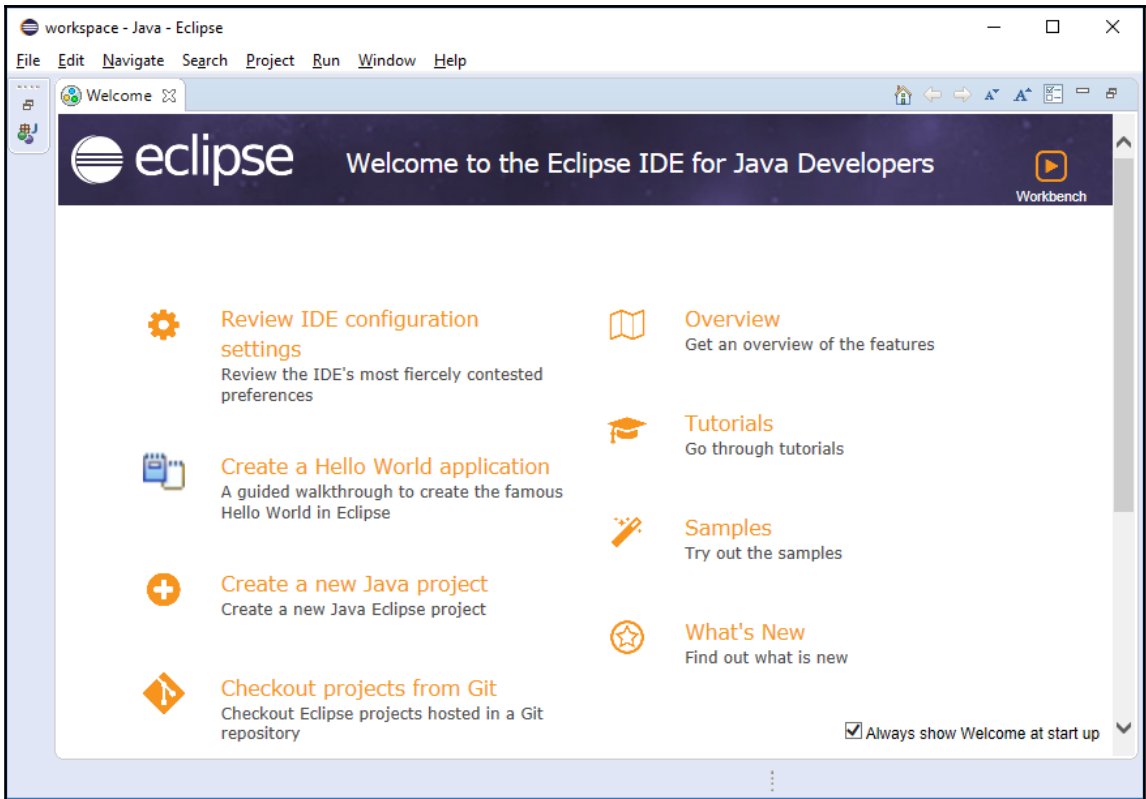 workspace - Java - Eclipse
File Edit Navigate Search Project Run Window Help
Welcome
eclipse
Welcome to the Eclipse IDE for Java Developers
Workbench
Review IDE configuration
settings
Review the IDE's most fiercely contested
preferences
Create a Hello World application
A guided walkthrough to create the famous
Hello World in Eclipse
Create a new Java project
Create a new Java Eclipse project
Checkout projects from Git
Checkout Eclipse projects hosted in a Git
repository
Overview
Get an overview of the features
Tutorials
Go through tutorials
Samples
Try out the samples
What's New
Find out what is new
Always show Welcome at start up